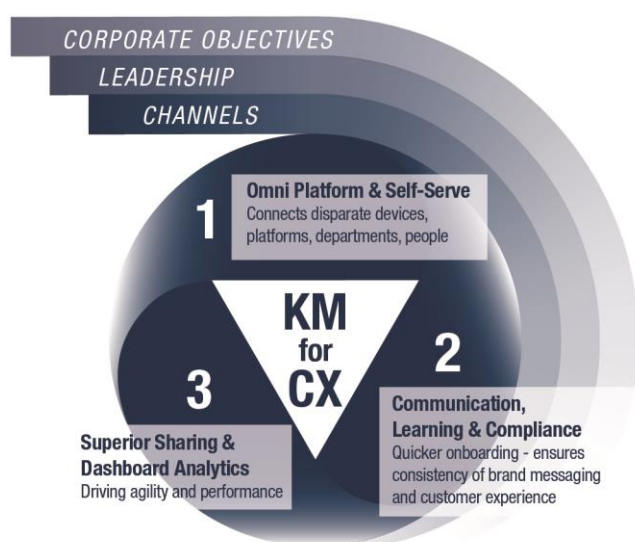 CORPORATE OBJECTIVES
LEADERSHIP
CHANNELS
1
Omni Platform & Self-Serve
Connects disparate devices,
platforms, departments, people
KM
for
CX
2
Communication,
Learning & Compliance
Quicker onboarding - ensures
consistency of brand messaging
and customer experience
3
Superior Sharing &
Dashboard Analytics
Driving agility and performance